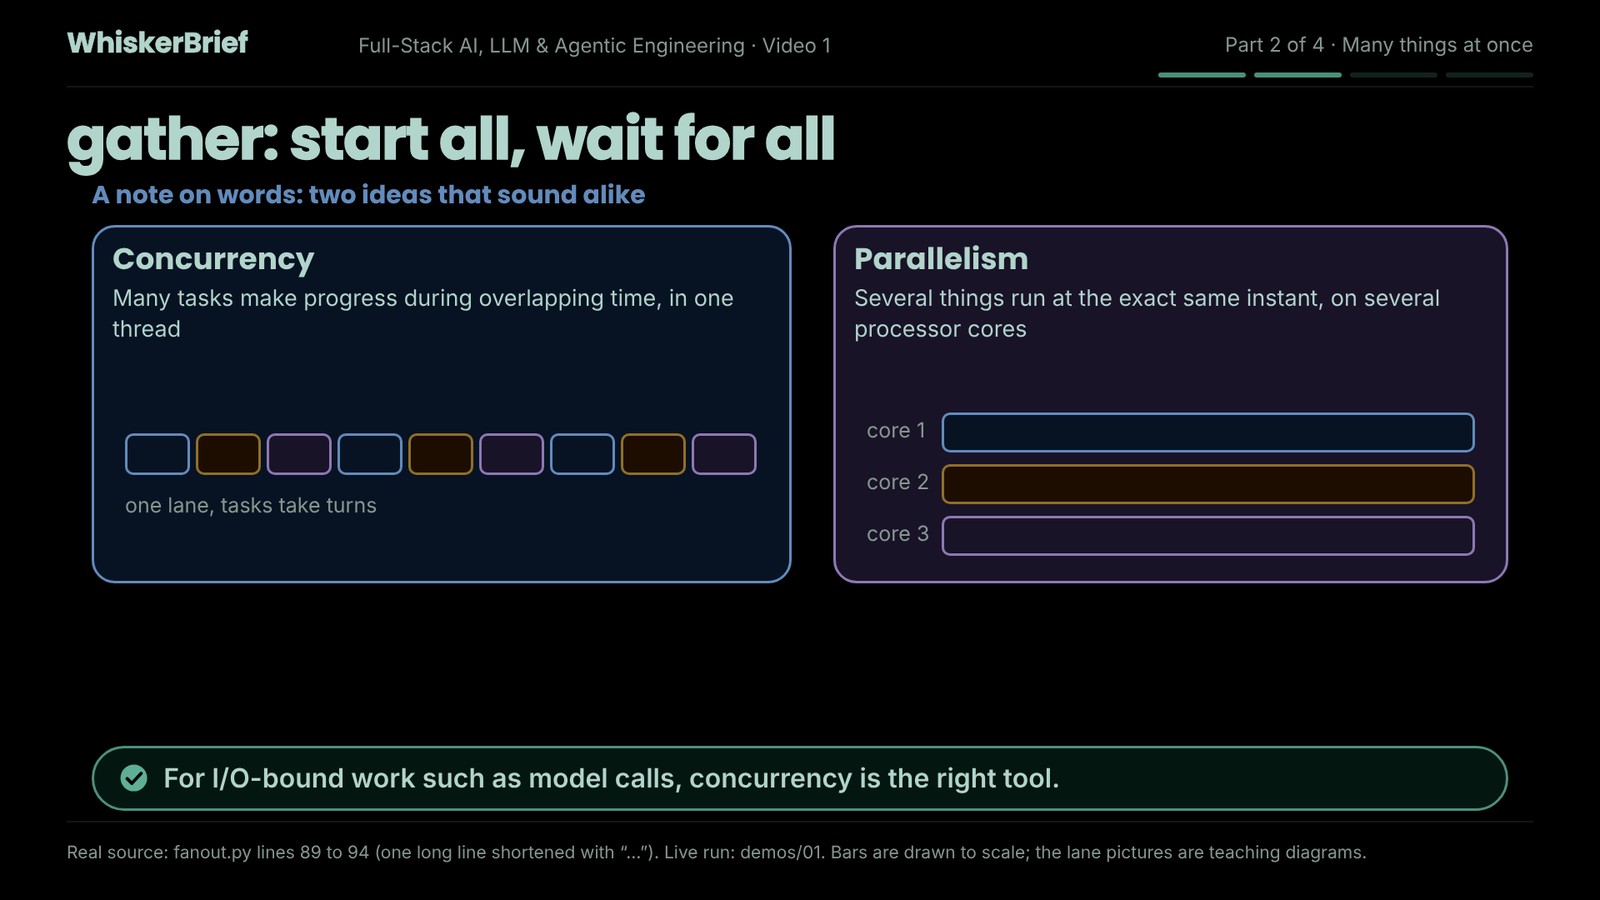 WhiskerBrief
Full-Stack AI, LLM & Agentic Engineering · Video 1
Part 2 of 4 · Many things at once
gather: start all, wait for all
A note on words: two ideas that sound alike
Concurrency
Many tasks make progress during overlapping time, in one
thread
one lane, tasks take turns
Parallelism
Several things run at the exact same instant, on several
processor cores
core 1
core 2
core 3
For I/O-bound work such as model calls, concurrency is the right tool.
Real source: fanout.py lines 89 to 94 (one long line shortened with “…”). Live run: demos/01. Bars are drawn to scale; the lane pictures are teaching diagrams.